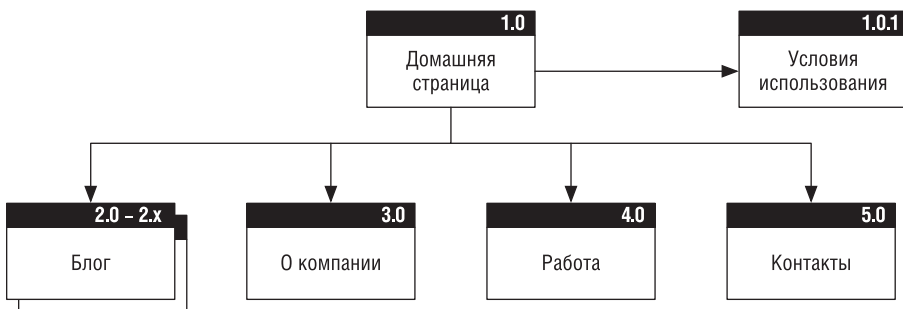 1.0
Домашняя
страница
1.0.1
Условия
использования
2.0 – 2.x
Блог
3.0
О компании
4.0
Работа
5.0
Контакты